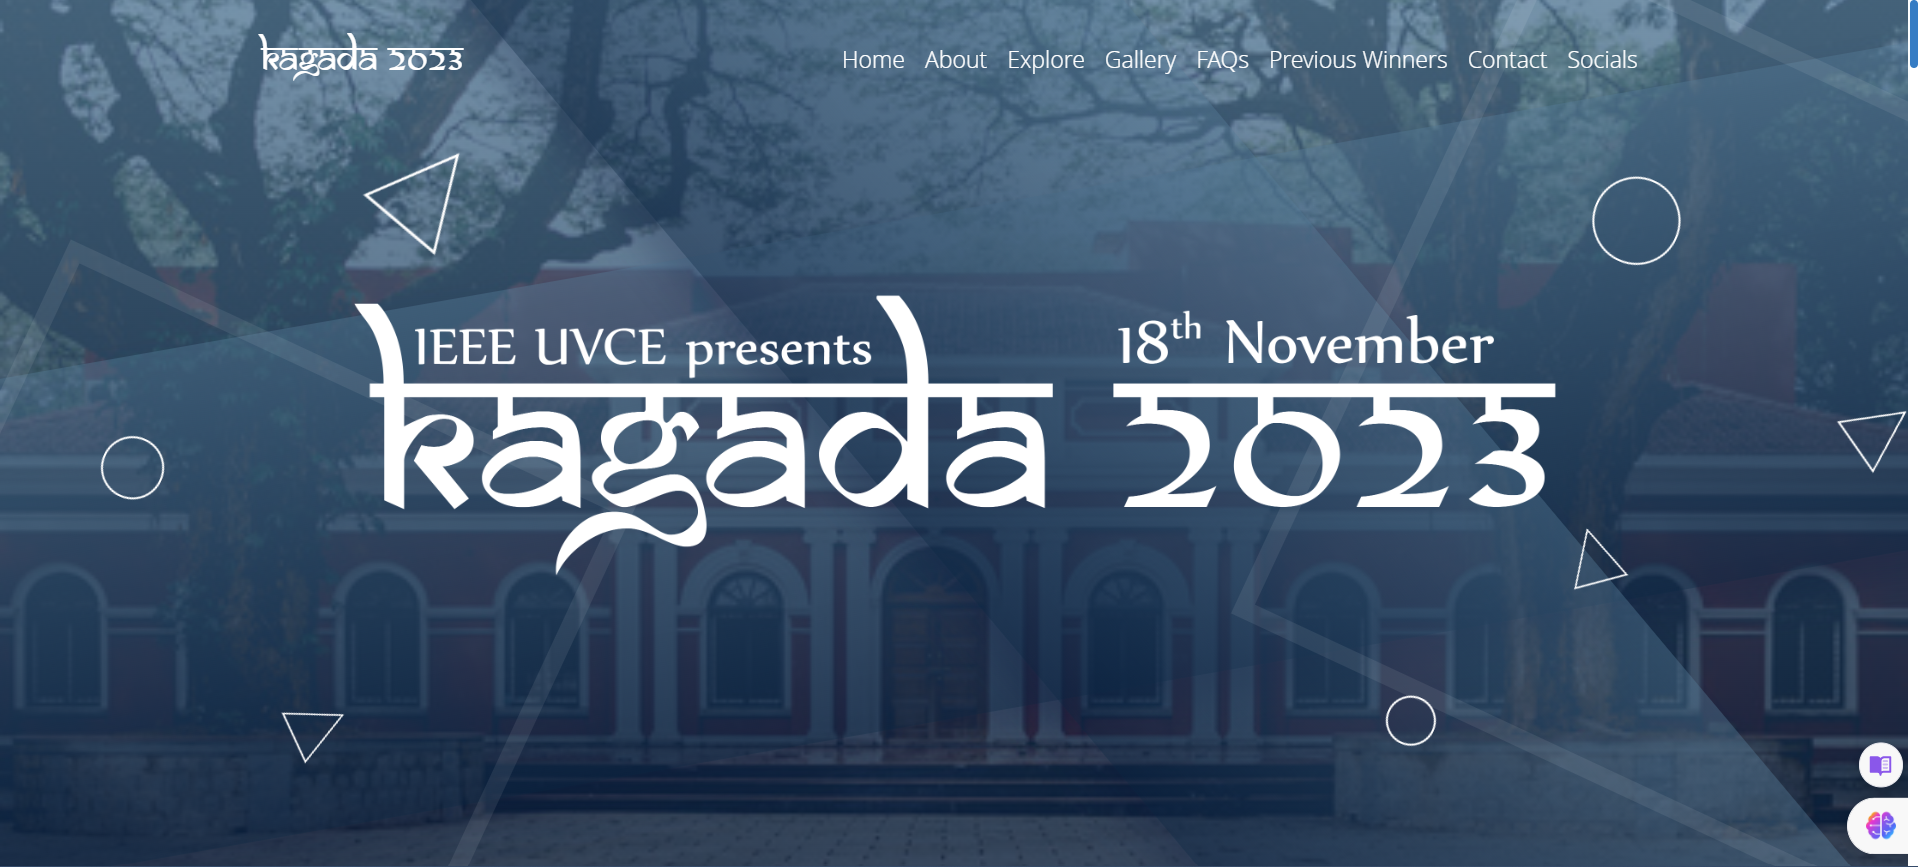 kagada 2023
Home About Explore Gallery FAQs Previous Winners Contact Socials
IEEE UVCE presents
18th November
kagada 2023